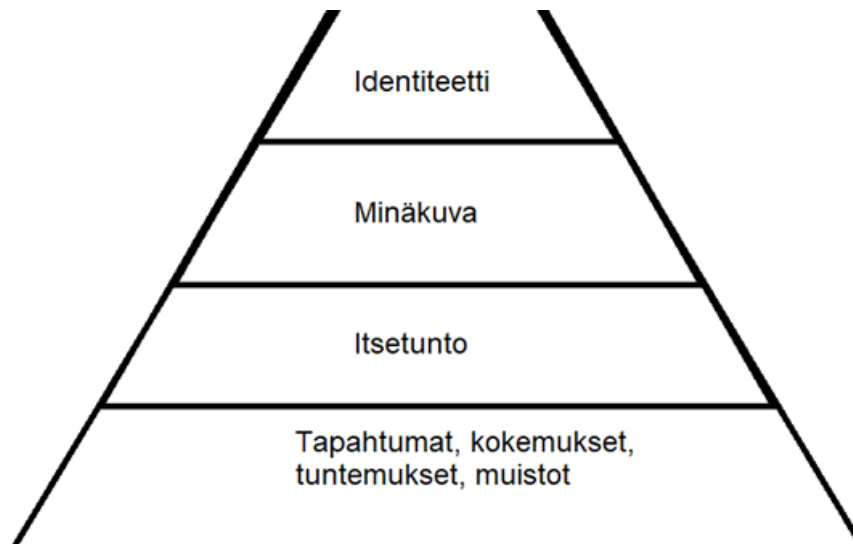 Identiteetti
Minäkuva
Itsetunto
Tapahtumat, kokemukset,
tuntemukset, muistot